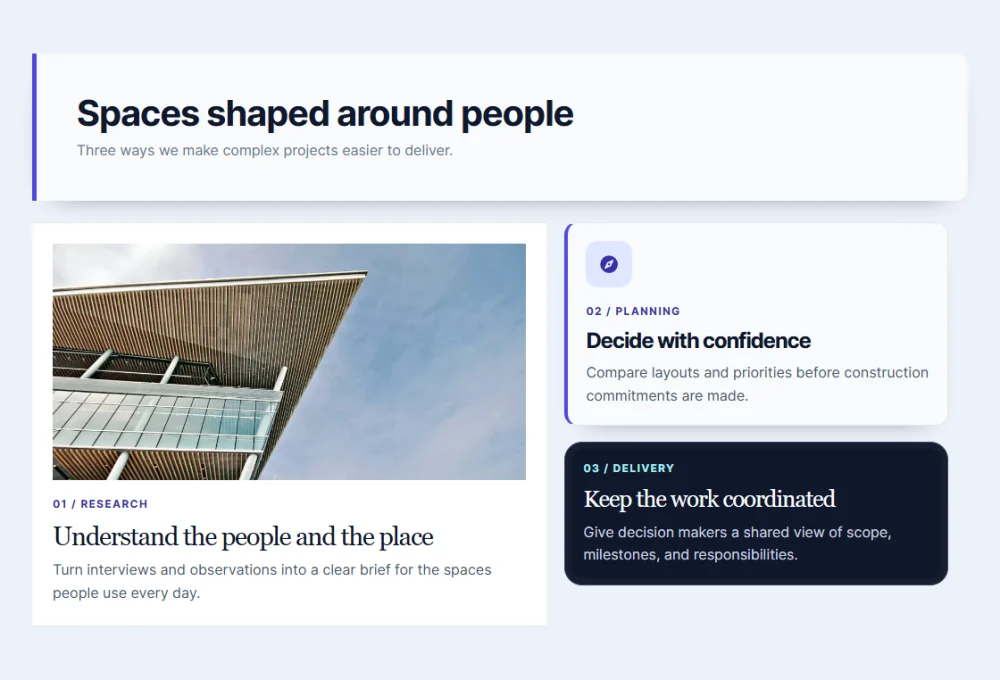 Spaces shaped around people
Three ways we make complex projects easier to deliver.
01 / RESEARCH
Understand the people and the place
Turn interviews and observations into a clear brief for the spaces
people use every day.
02 / PLANNING
Decide with confidence
Compare layouts and priorities before construction
commitments are made.
03 / DELIVERY
Keep the work coordinated
Give decision makers a shared view of scope,
milestones, and responsibilities.